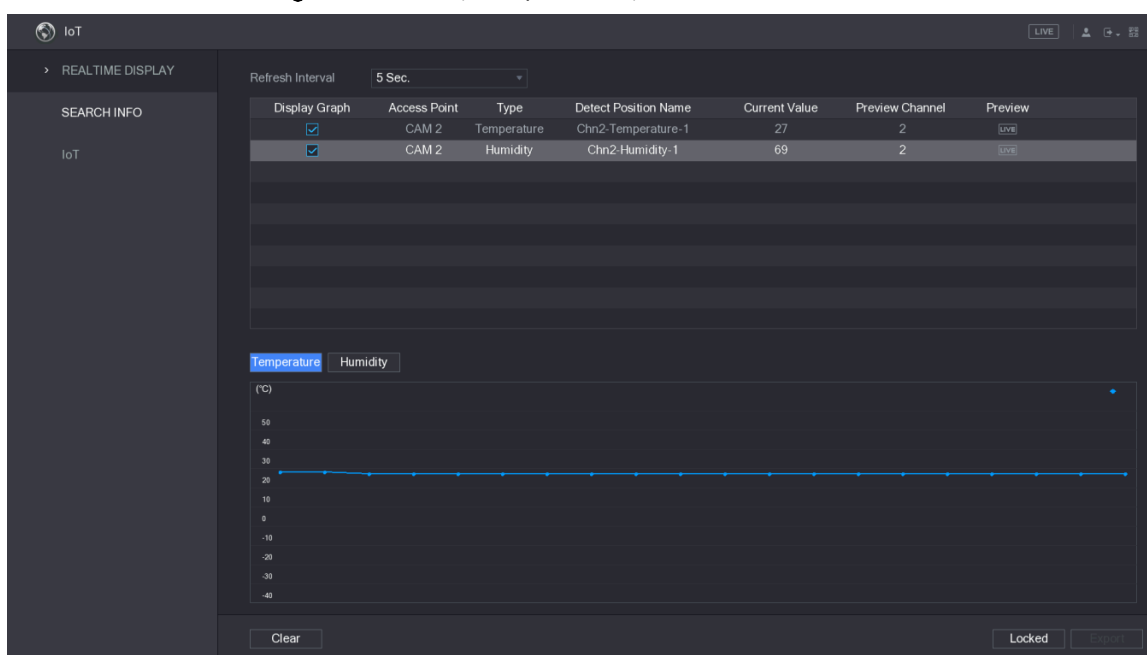 IoT LIVE
REALTIME DISPLAY
SEARCH INFO
IoT
Refresh Interval 5 Sec.
Display Graph Access Point Type Detect Position Name Current Value Preview Channel Preview
CAM 2 Temperature Chn2-Temperature-1 27 2 LIVE
CAM 2 Humidity Chn2-Humidity-1 69 2 LIVE
Temperature Humidity
(°C)
50
40
30
20
10
0
-10
-20
-30
-40
Clear Locked Export